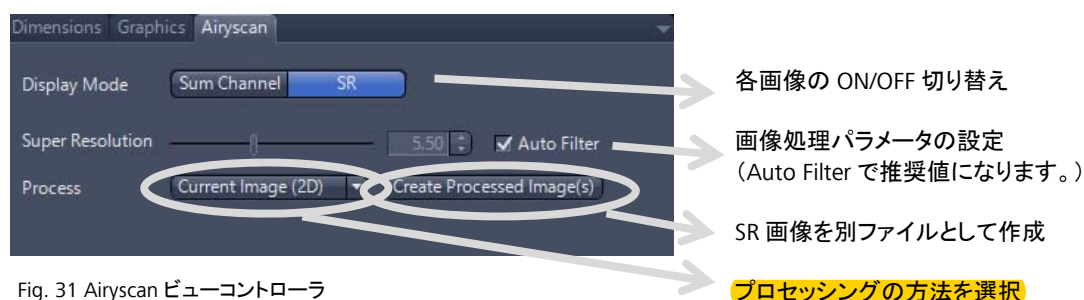 Dimensions Graphics Airyscan
Display Mode Sum Channel SR
各画像の ON/OFF 切り替え
Super Resolution 5.50 Auto Filter
画像処理パラメータの設定
（Auto Filter で推奨値になります。）
Process Current Image (2D) Create Processed Image(s)
SR 画像を別ファイルとして作成
プロセッシングの方法を選択
Fig. 31 Airyscan ビューコントローラ